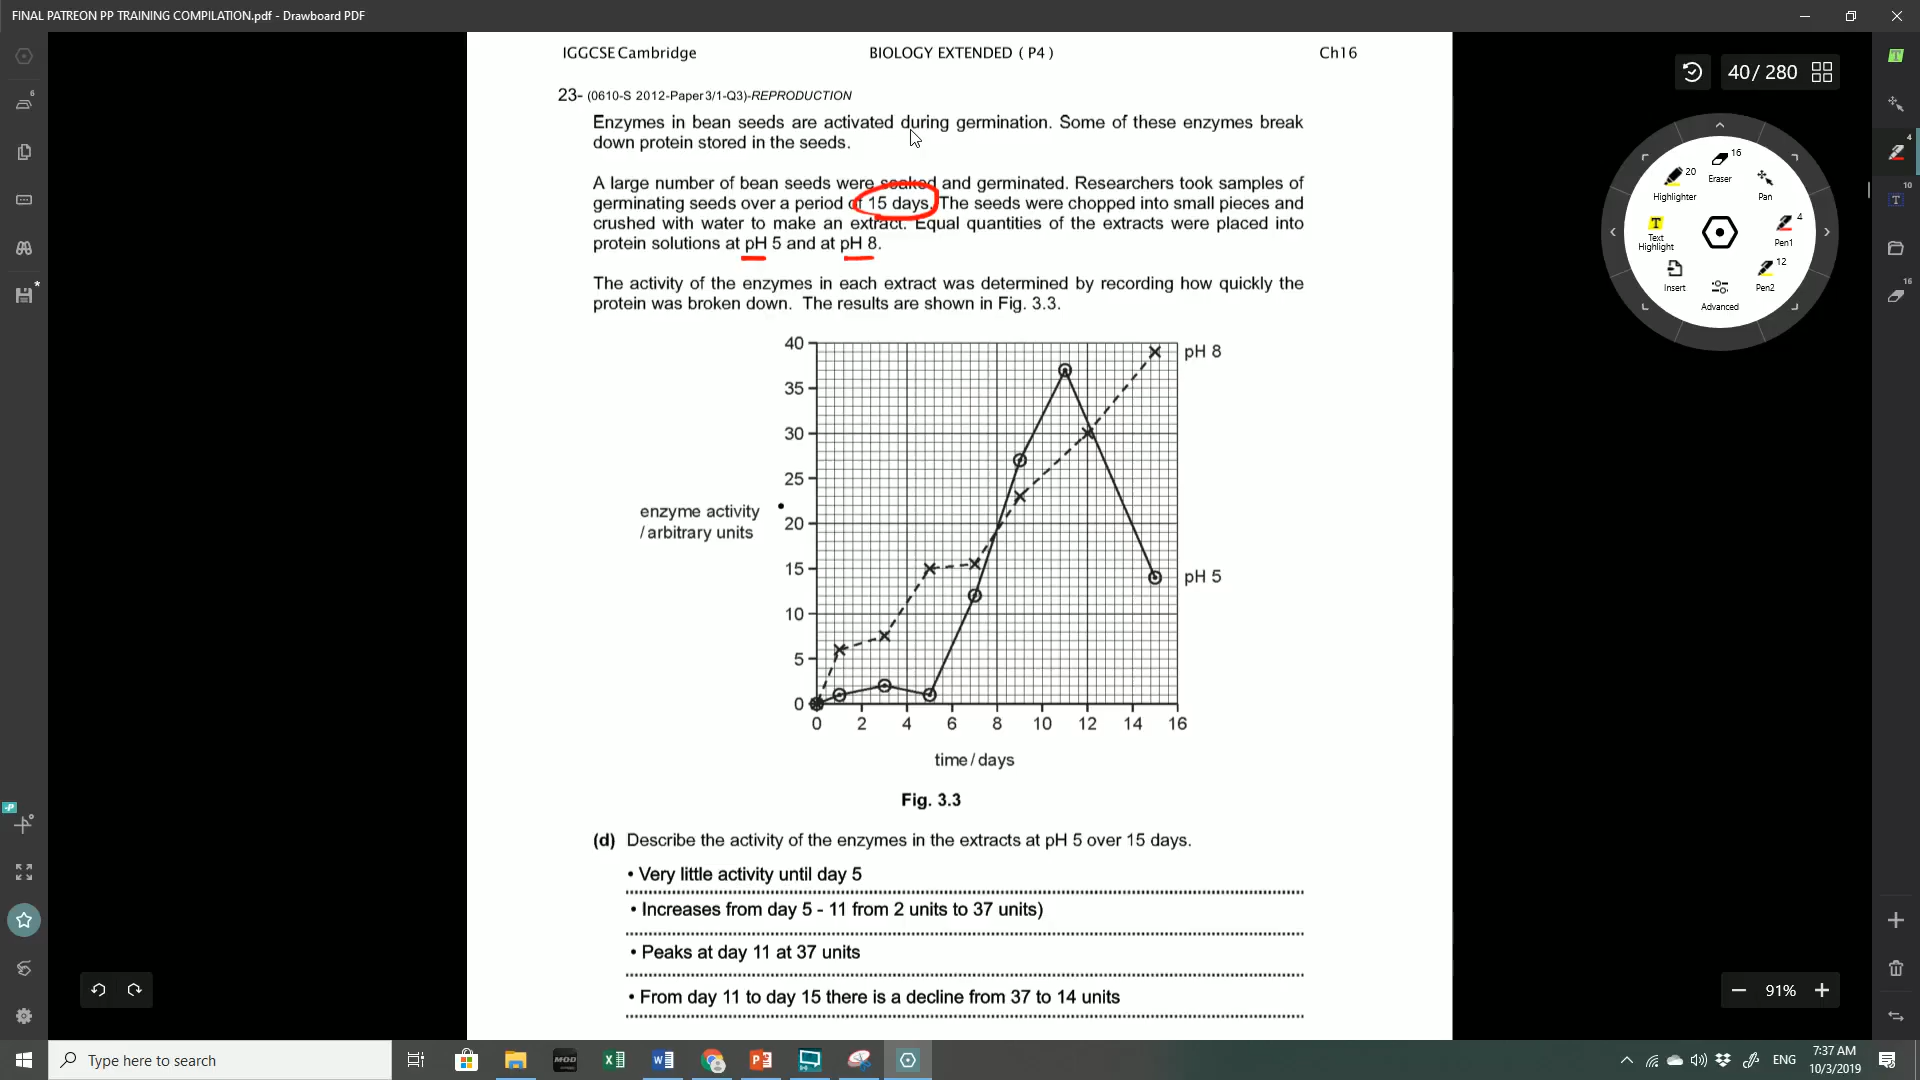 FINAL PATREON PP TRAINING COMPILATION.pdf - Drawboard PDF
IGGCSE Cambridge
BIOLOGY EXTENDED ( P4 )
Ch16
23- (0610-S 2012-Paper 3/1-Q3)-REPRODUCTION
Enzymes in bean seeds are activated during germination. Some of these enzymes break
down protein stored in the seeds.
A large number of bean seeds were soaked and germinated. Researchers took samples of
germinating seeds over a period of 15 days. The seeds were chopped into small pieces and
crushed with water to make an extract. Equal quantities of the extracts were placed into
protein solutions at pH 5 and at pH 8.
The activity of the enzymes in each extract was determined by recording how quickly the
protein was broken down. The results are shown in Fig. 3.3.
40
35
30
25
20
15
10
5
0
enzyme activity
/ arbitrary units
pH 8
pH 5
0 2 4 6 8 10 12 14 16
time / days
Fig. 3.3
(d) Describe the activity of the enzymes in the extracts at pH 5 over 15 days.
• Very little activity until day 5
• Increases from day 5 - 11 from 2 units to 37 units)
• Peaks at day 11 at 37 units
• From day 11 to day 15 there is a decline from 37 to 14 units
40 / 280
16
Eraser
20
Highlighter
Pan
T
Text
Highlight
4
Pen1
Insert
12
Pen2
Advanced
T
4
T
10
16
6
P
91%
Type here to search
MOD
ENG
7:37 AM
10/3/2019